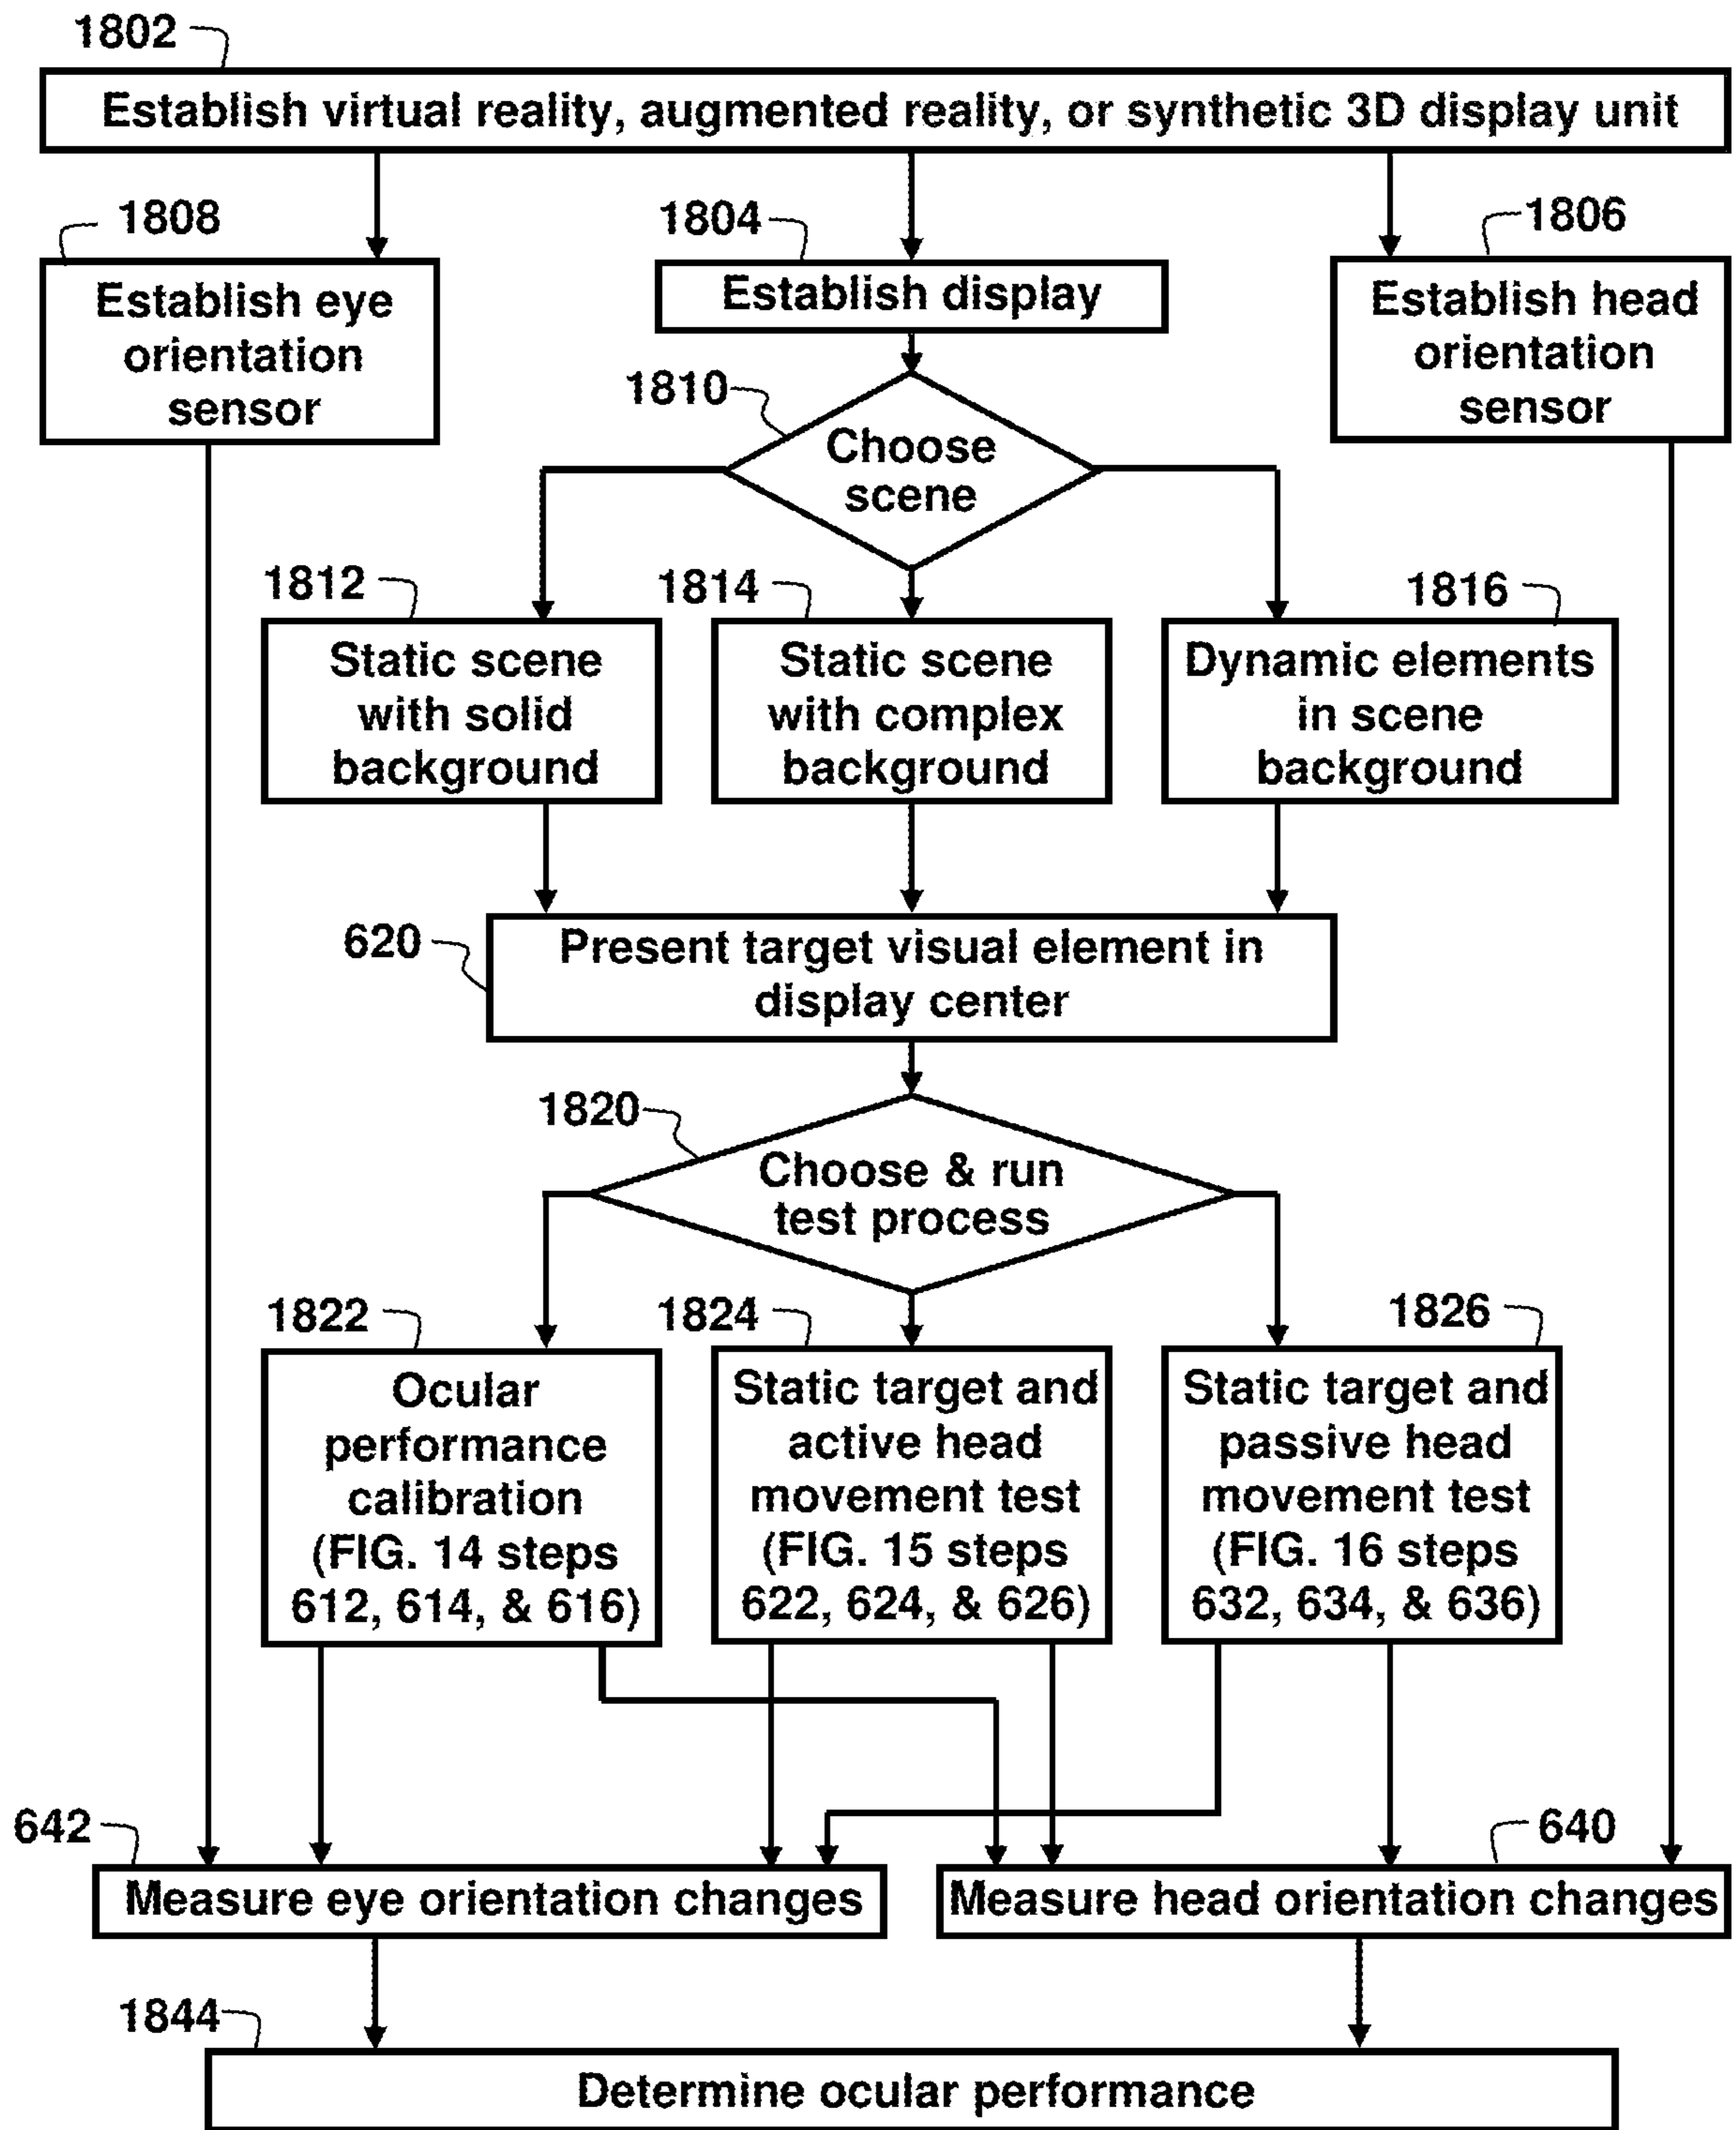 1802
Establish virtual reality, augmented reality, or synthetic 3D display unit
1808
1804
1806
Establish eye
orientation
sensor
Establish display
Establish head
orientation
sensor
1810
Choose
scene
1812
1814
1816
Static scene
with solid
background
Static scene
with complex
background
Dynamic elements
in scene
background
620
Present target visual element in
display center
1820
Choose & run
test process
1822
1824
1826
Ocular
performance
calibration
(FIG. 14 steps
612, 614, & 616)
Static target and
active head
movement test
(FIG. 15 steps
622, 624, & 626)
Static target and
passive head
movement test
(FIG. 16 steps
632, 634, & 636)
642
640
Measure eye orientation changes
Measure head orientation changes
1844
Determine ocular performance